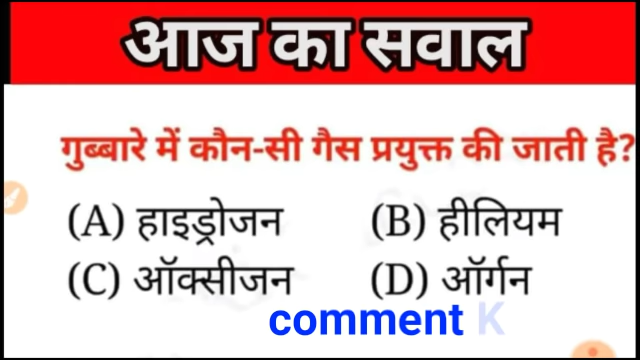 आज का सवाल
गुब्बारे में कौन-सी गैस प्रयुक्त की जाती है?
(A) हाइड्रोजन (B) हीलियम
(C) ऑक्सीजन (D) ऑर्गन
comment K